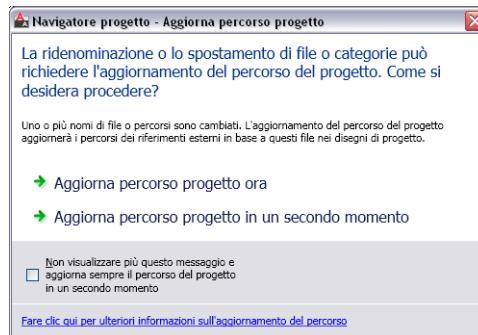 Navigatore progetto - Aggiorna percorso progetto
La ridenominazione o lo spostamento di file o categorie può
richiedere l'aggiornamento del percorso del progetto. Come si
desidera procedere?
Uno o più nomi di file o percorsi sono cambiati. L'aggiornamento del percorso del progetto
aggiornerà i percorsi dei riferimenti esterni in base a questi file nei disegni di progetto.
Aggiorna percorso progetto ora
Aggiorna percorso progetto in un secondo momento
Non visualizzare più questo messaggio e
aggiorna sempre il percorso del progetto
in un secondo momento
Fare clic qui per ulteriori informazioni sull'aggiornamento del percorso